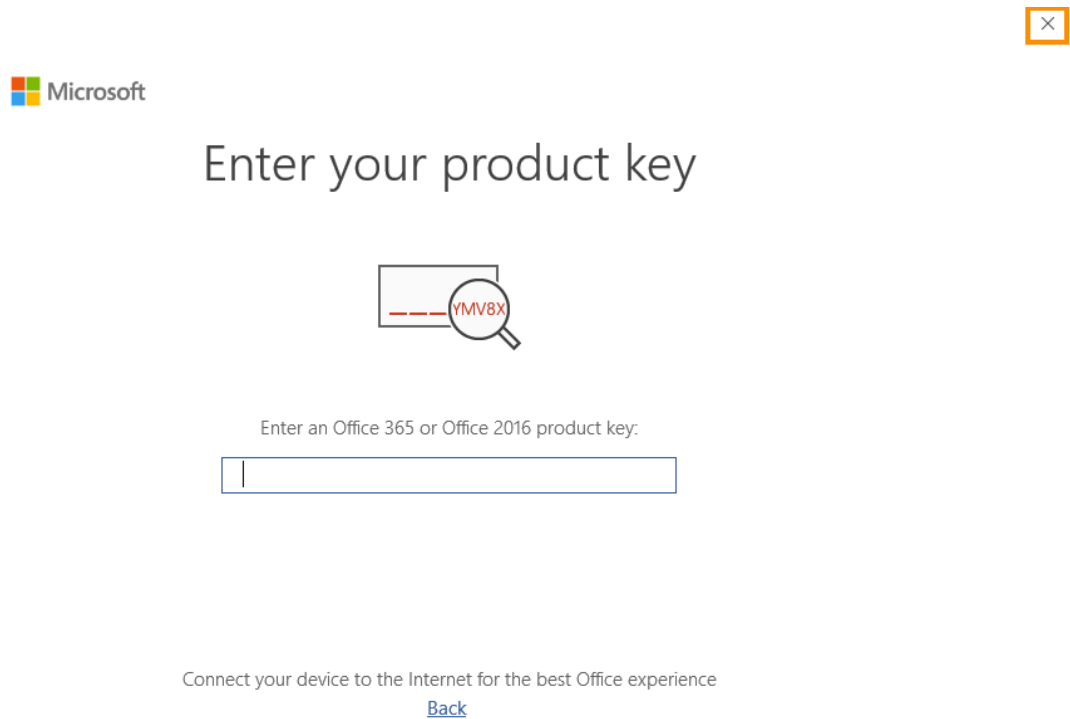 Microsoft
Enter your product key
YMV8X
Enter an Office 365 or Office 2016 product key:
Connect your device to the Internet for the best Office experience
Back